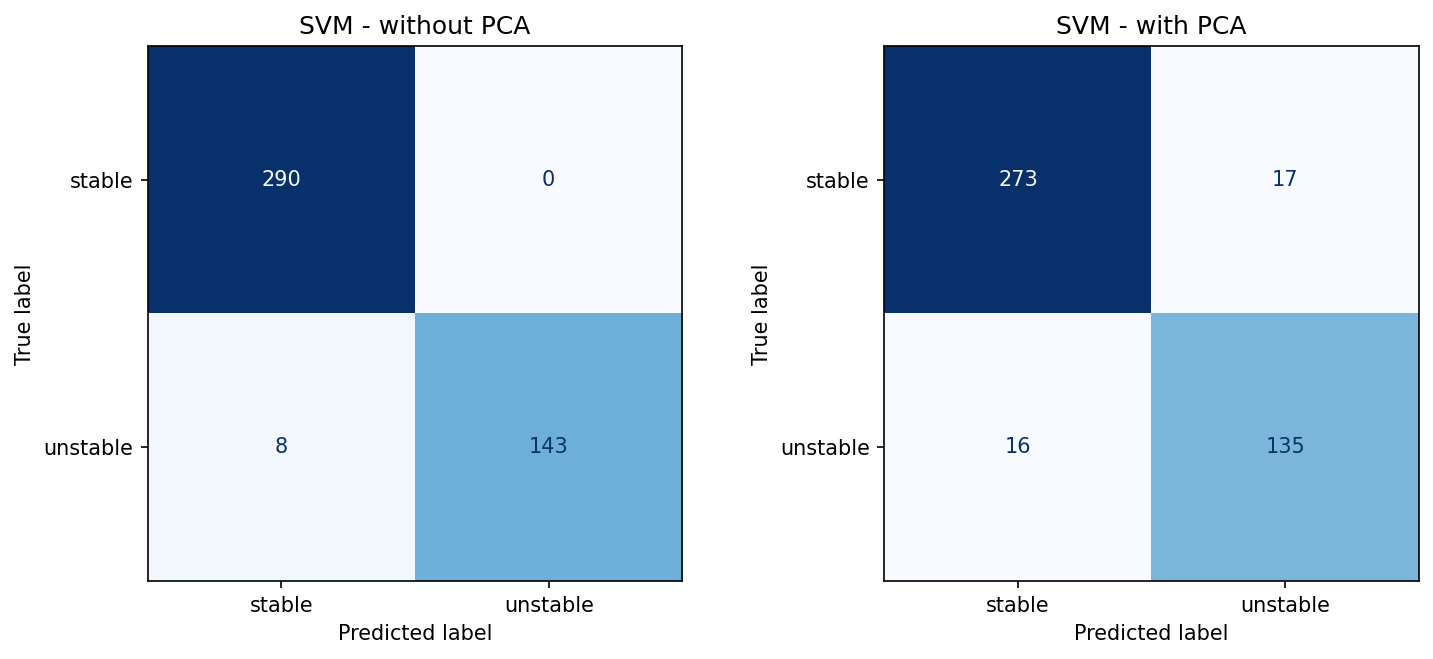 SVM - without PCA
True label
stable
290
0
unstable
8
143
stable
unstable
Predicted label
SVM - with PCA
True label
stable
273
17
unstable
16
135
stable
unstable
Predicted label